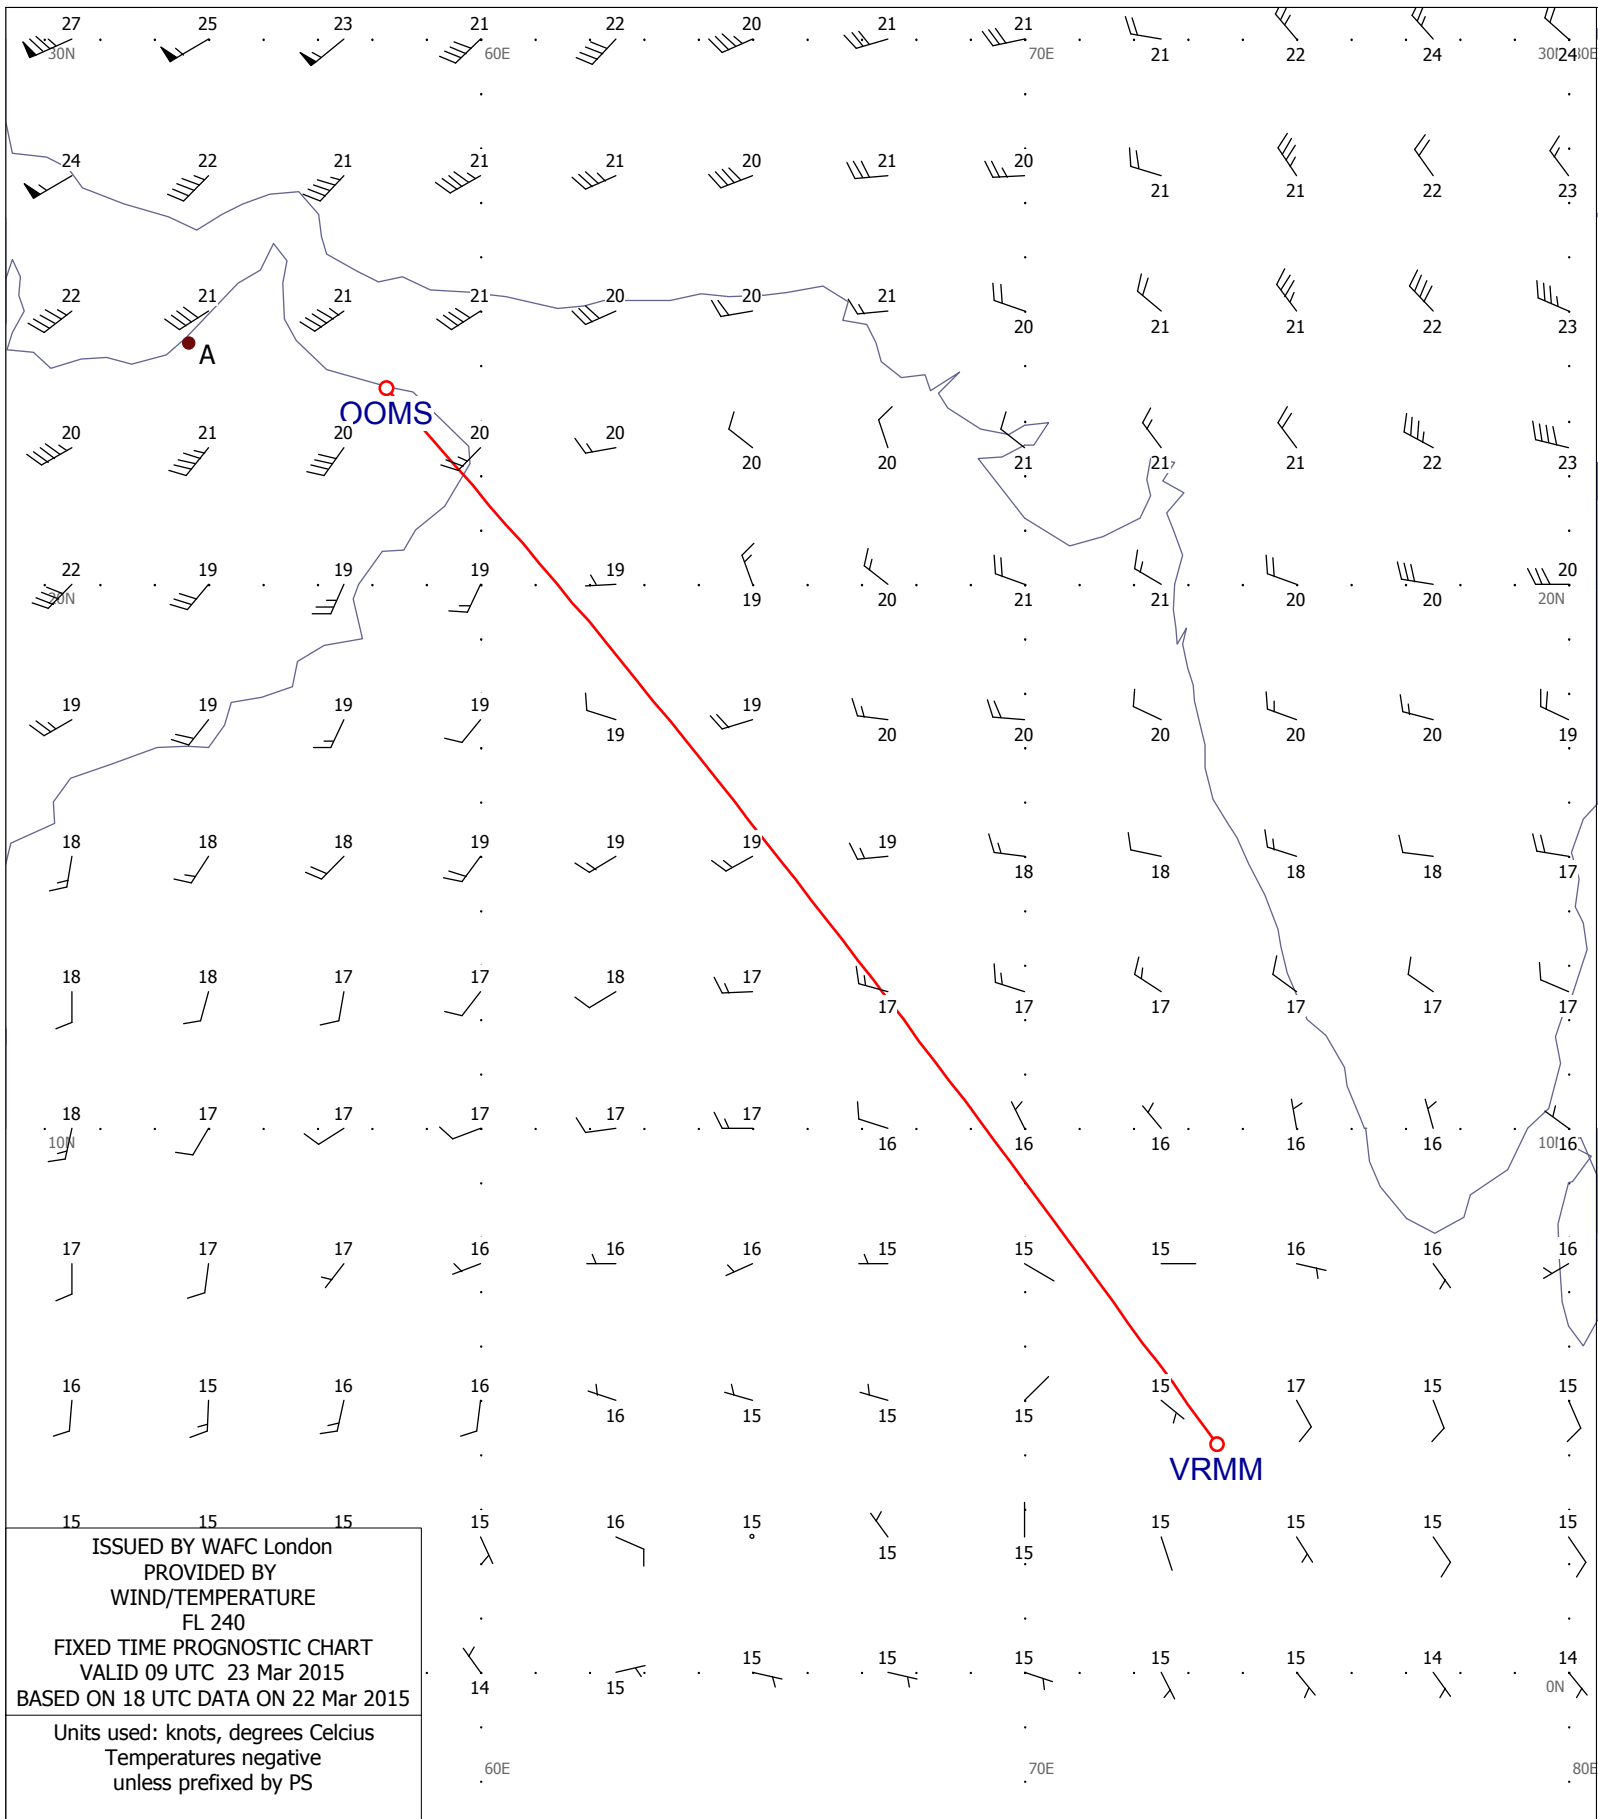 27 25 23 21 22 20 21 21
30N 60E 70E 21 22 24 30N 24 80E
24 22 21 21 21 20 21 20
21 21 22 23
22 21 21 21 20 20 21
20 21 21 22 23
A
OOMS
20 21 20 20 20
20 20 21 21 21 22 23
22 19 19 19 19 20
20N 19 20 21 21 20 20 20N
19 19 19 19 19
19 20 20 20 20 20 19
18 18 18 19 19 19 19
18 18 18 18 17
18 18 17 17 18 17
17 17 17 17 17 17
18 17 17 17 17 17
10N 16 16 16 16 16 10N 16
17 17 17 16 16 16 15 15 15 16 16 16
16 15 16 16 15 17 15 15
16 15 15 15
VRMM
15 15 15 15 16 15 15 15 15 15
15 15
ISSUED BY WAFC London
PROVIDED BY
WIND/TEMPERATURE
FL 240
FIXED TIME PROGNOSTIC CHART
VALID 09 UTC 23 Mar 2015
BASED ON 18 UTC DATA ON 22 Mar 2015
15 15 15 15 15 14 14
14 15 0N
Units used: knots, degrees Celcius
Temperatures negative
unless prefixed by PS
60E 70E 80E